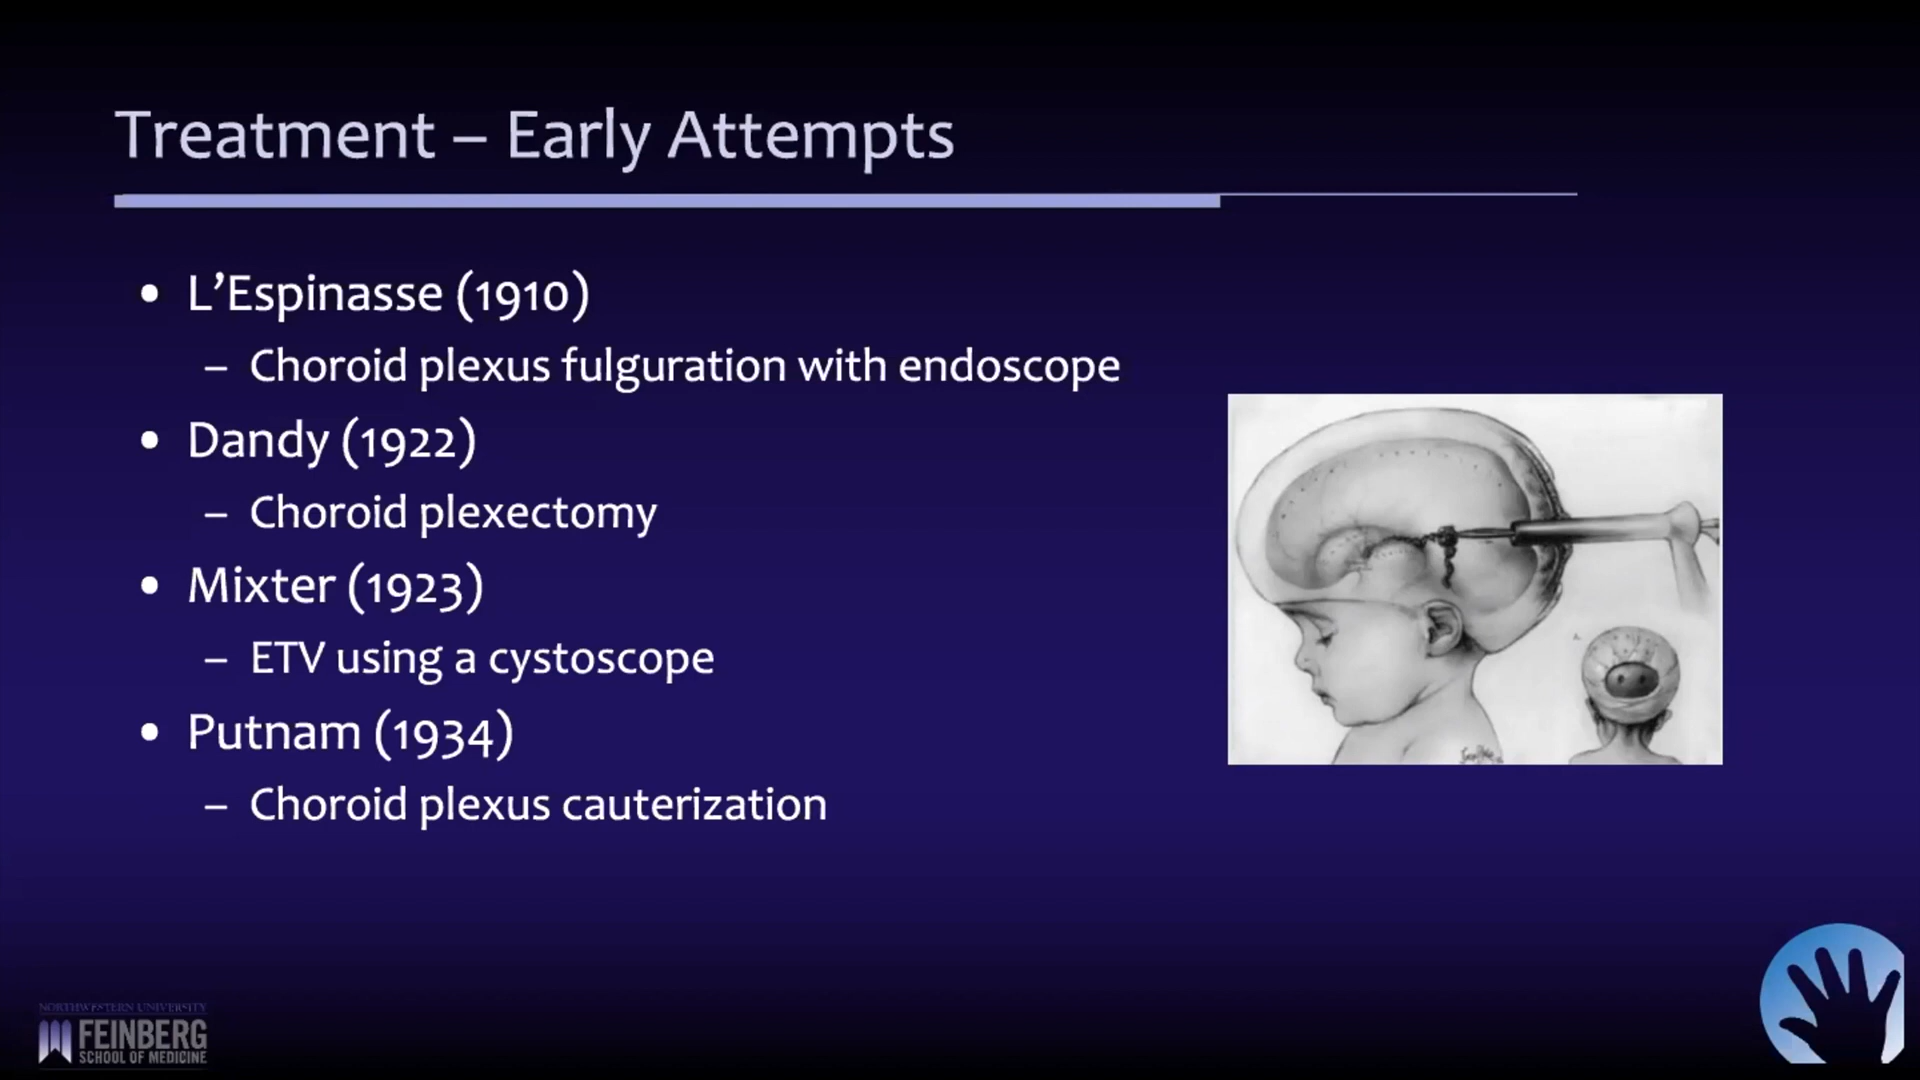 Treatment – Early Attempts
• L’Espinasse (1910)
– Choroid plexus fulguration with endoscope
• Dandy (1922)
– Choroid plexectomy
• Mixter (1923)
– ETV using a cystoscope
• Putnam (1934)
– Choroid plexus cauterization
NORTHWESTERN UNIVERSITY
FEINBERG
SCHOOL OF MEDICINE